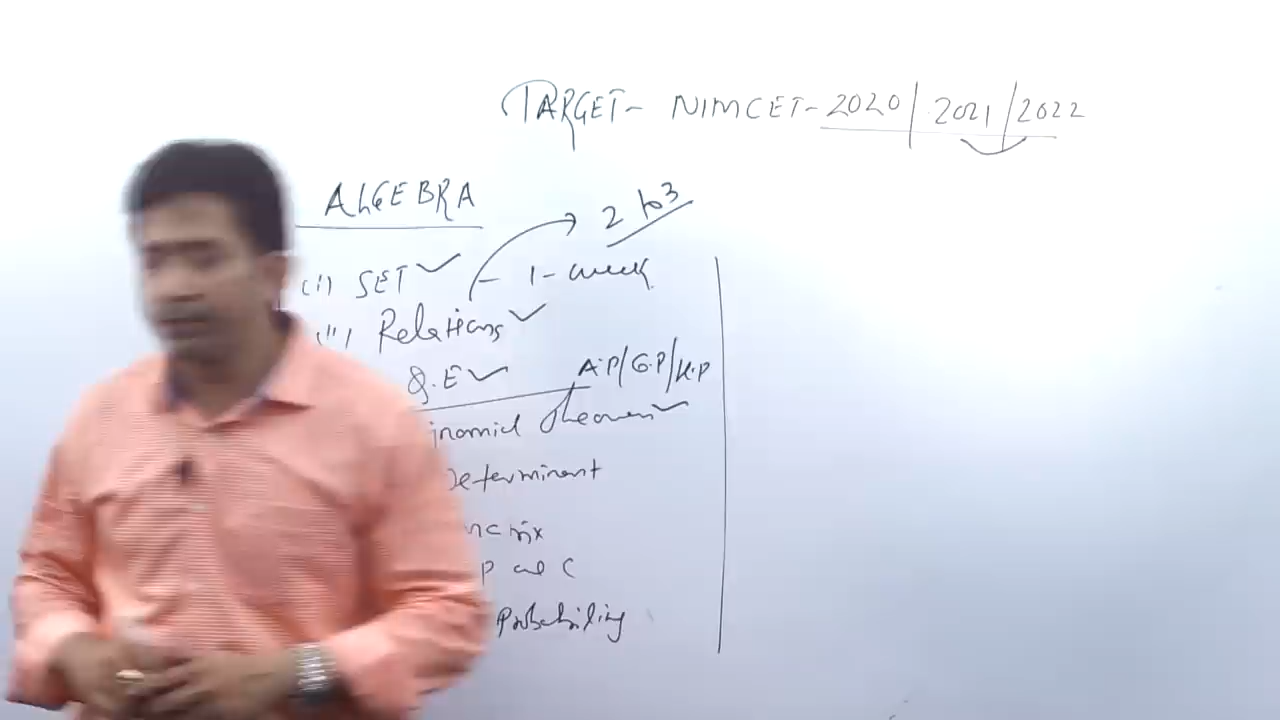 TARGET- NIMCET-2020/2021/2022
ALGEBRA
2 to 3
(i) SET ✓ - 1-week
(ii) Relations ✓
Q.E ✓ A.P/G.P/H.P
inomial Theorem ✓
Determinant
matrix
P and C
Probability